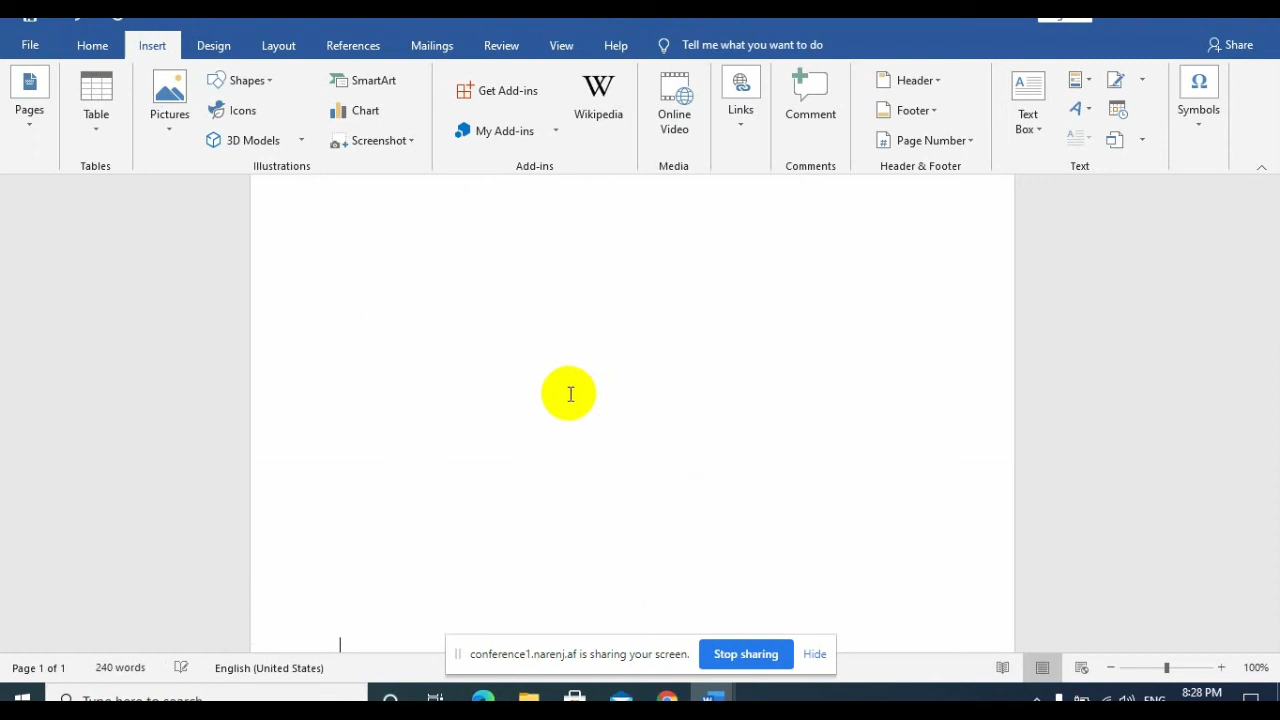 File Home Insert Design Layout References Mailings Review View Help Tell me what you want to do Share
Pages
Table
Tables
Pictures
Shapes
Icons
3D Models
SmartArt
Chart
Screenshot
Illustrations
Get Add-ins
My Add-ins
W
Wikipedia
Add-ins
Online
Video
Media
Links
Comment
Comments
Header
Footer
Page Number
Header & Footer
A
Text
Box
Text
Ω
Symbols
conference1.narenj.af is sharing your screen. Stop sharing Hide
Page 1 of 1 240 words English (United States) 100%
Type here to search
ENG 8:28 PM